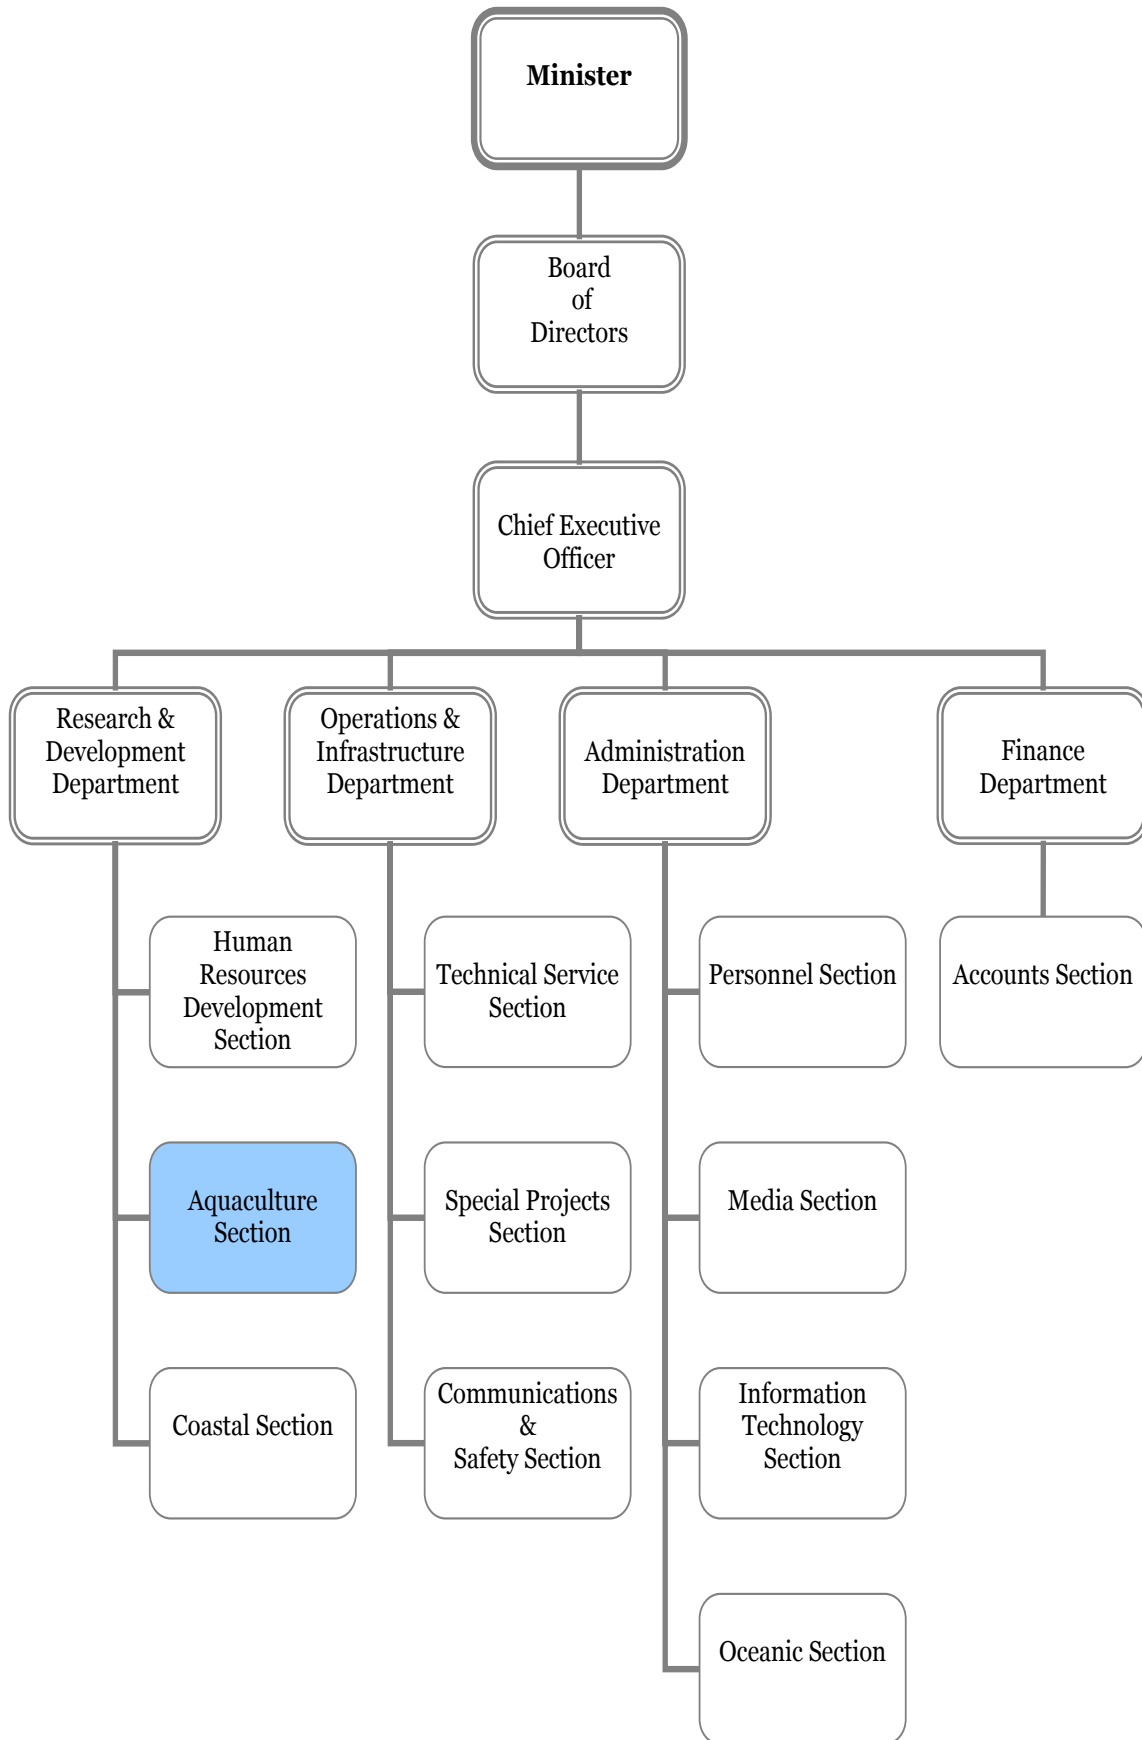 Minister
Board
of
Directors
Chief Executive
Officer
Research &
Development
Department
Operations &
Infrastructure
Department
Administration
Department
Finance
Department
Human
Resources
Development
Section
Technical Service
Section
Personnel Section
Accounts Section
Aquaculture
Section
Special Projects
Section
Media Section
Coastal Section
Communications
&
Safety Section
Information
Technology
Section
Oceanic Section